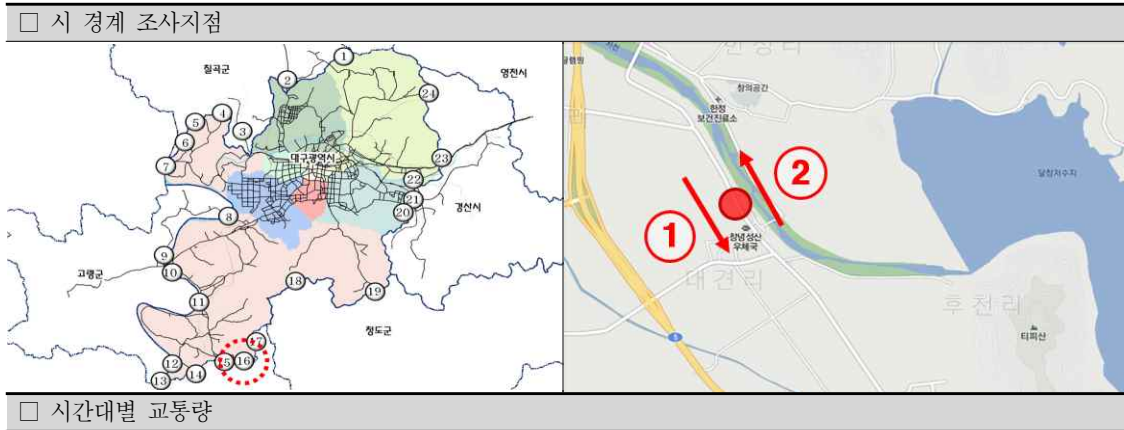 □ 시 경계 조사지점
칠곡군
영천시
대구광역시
경산시
고령군
청도군
1
2
3
4
5
6
7
8
9
10
11
12
13
14
15
16
17
18
19
20
21
22
23
24
한정
보건진료소
창의공간
달창저수지
①
②
창녕성산
우체국
대견리
후천리
티피산
5
□ 시간대별 교통량